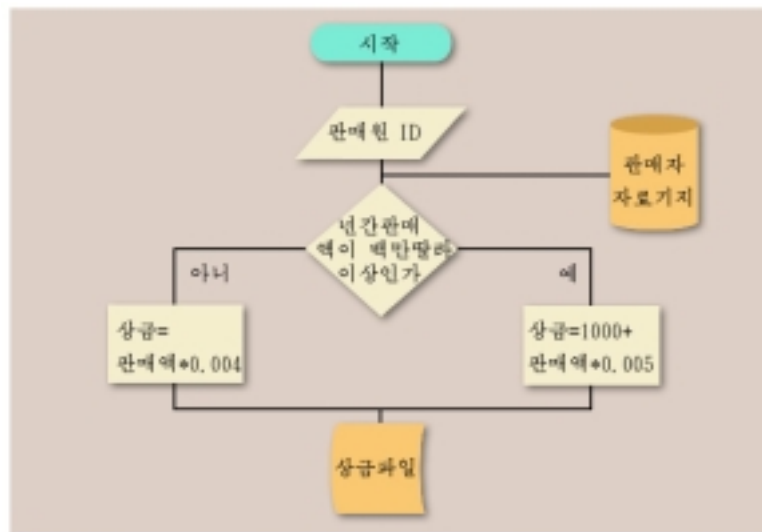 시작
판매원 ID
판매자
자료기지
년간판매
액이 백만딸라
이상인가
아니
예
상금=
판매액*0.004
상금=1000+
판매액*0.005
상금파일